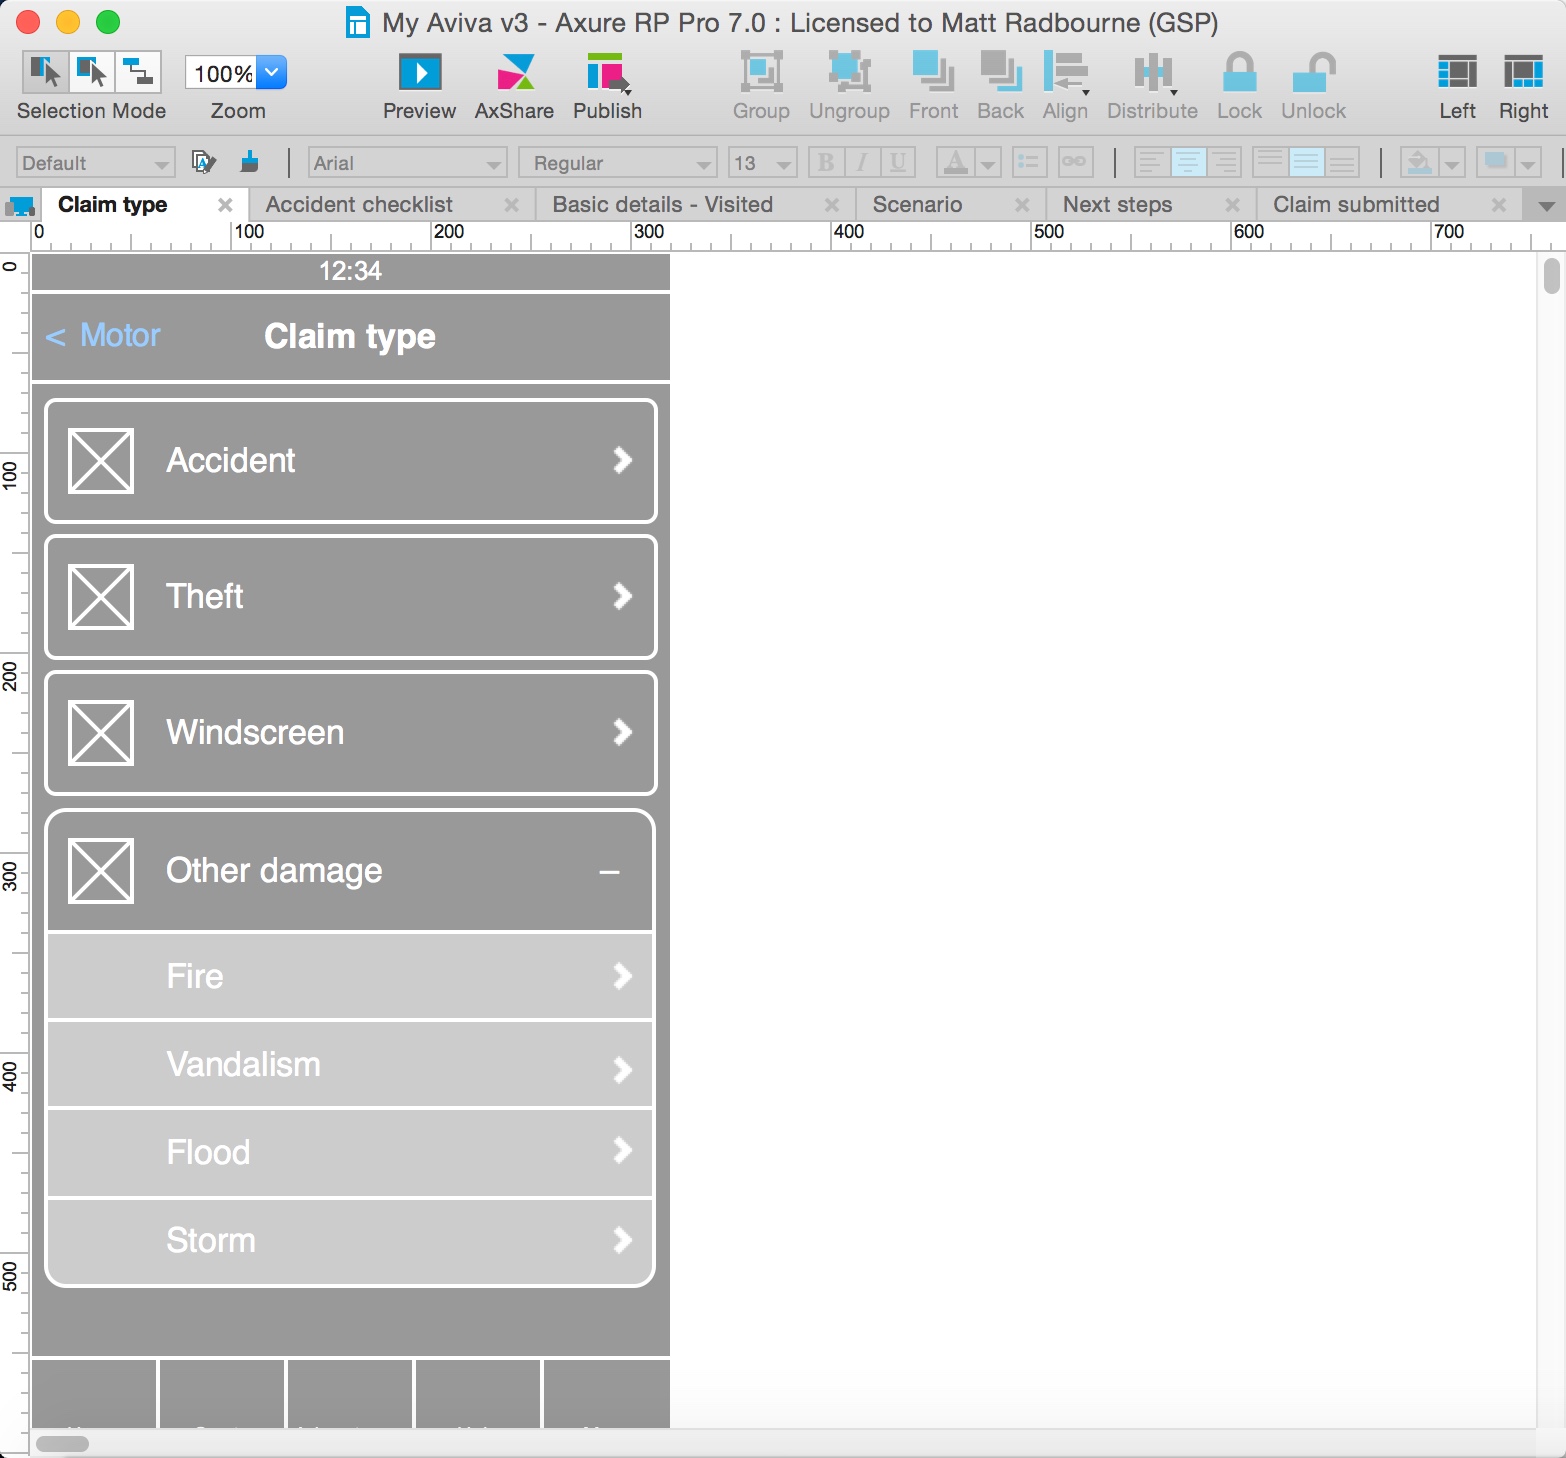 My Aviva v3 - Axure RP Pro 7.0 : Licensed to Matt Radbourne (GSP)
100%
Selection Mode Zoom Preview AxShare Publish Group Ungroup Front Back Align Distribute Lock Unlock Left Right
Default Arial Regular 13 B I U A
Claim type Accident checklist Basic details - Visited Scenario Next steps Claim submitted
0 100 200 300 400 500 600 700
0
100
200
300
400
500
12:34
< Motor Claim type
Accident
Theft
Windscreen
Other damage –
Fire
Vandalism
Flood
Storm